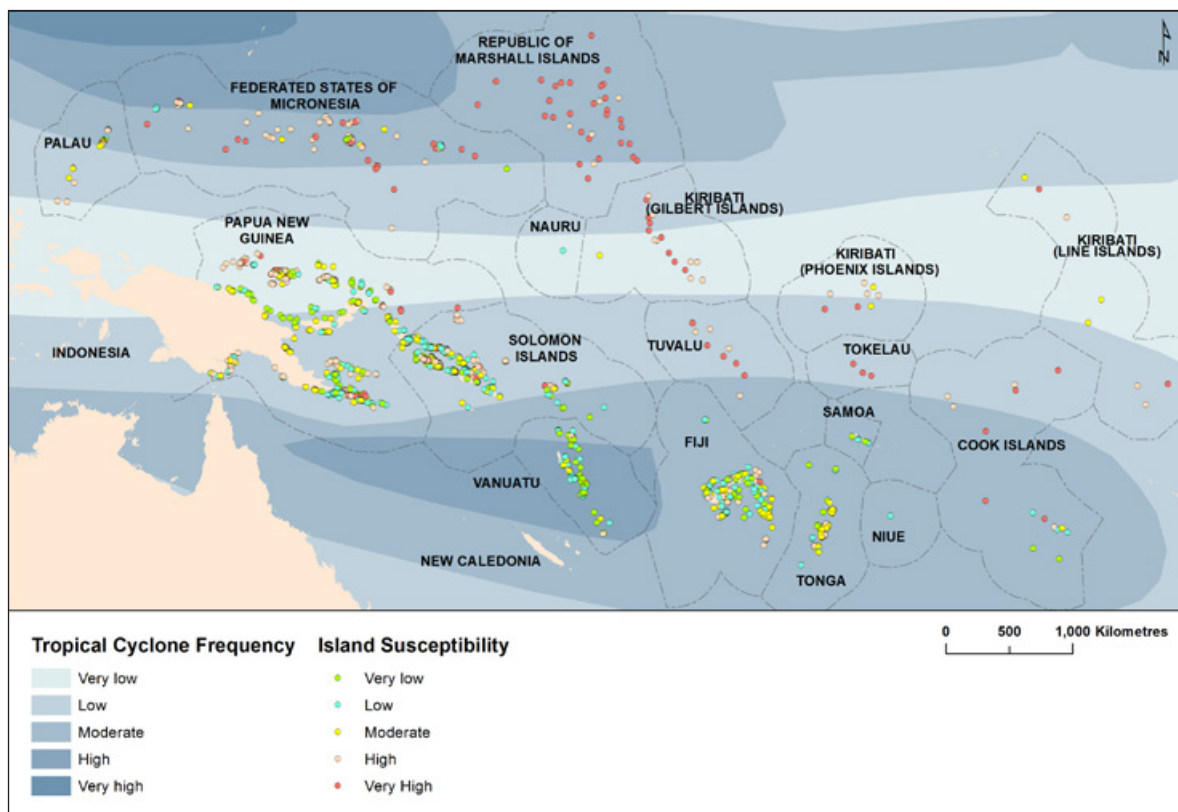 REPUBLIC OF
MARSHALL ISLANDS
N
FEDERATED STATES OF
MICRONESIA
PALAU
PAPUA NEW
GUINEA
NAURU
KIRIBATI
(GILBERT ISLANDS)
KIRIBATI
(PHOENIX ISLANDS)
KIRIBATI
(LINE ISLANDS)
INDONESIA
SOLOMON
ISLANDS
TUVALU
TOKELAU
SAMOA
FIJI
COOK ISLANDS
VANUATU
NEW CALEDONIA
NIUE
TONGA
Tropical Cyclone Frequency
Very low
Low
Moderate
High
Very high
Island Susceptibility
Very low
Low
Moderate
High
Very High
0 500 1,000 Kilometres